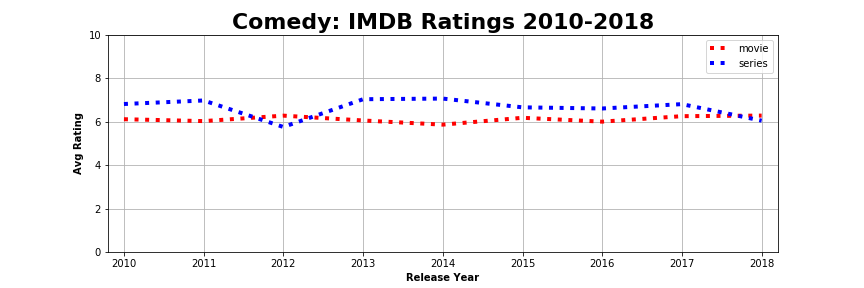 Comedy: IMDB Ratings 2010-2018
10
8
6
4
2
0
Avg Rating
movie
series
2010 2011 2012 2013 2014 2015 2016 2017 2018
Release Year